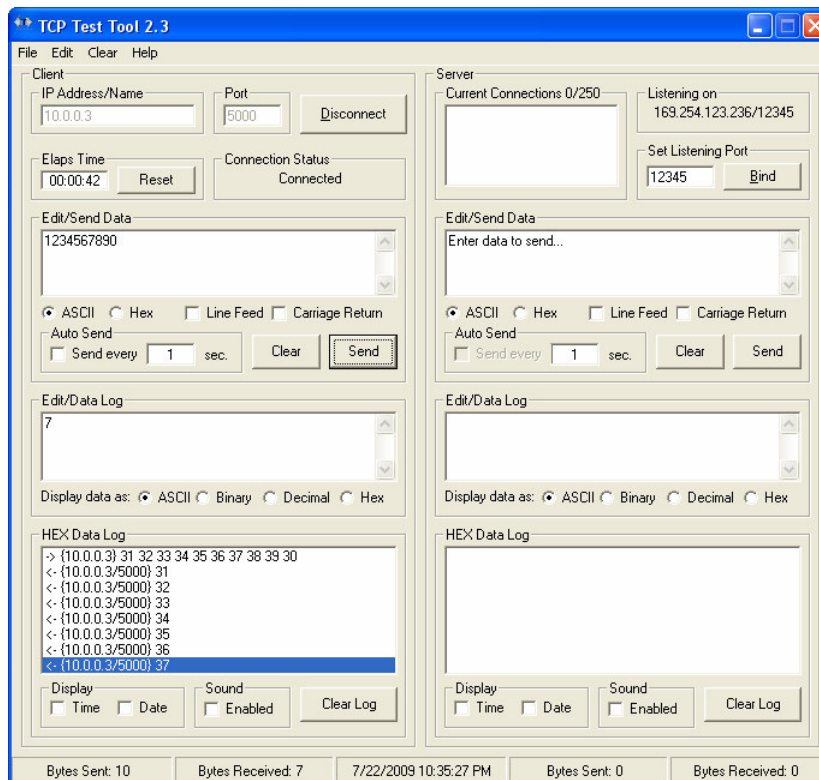 TCP Test Tool 2.3
File Edit Clear Help
Client
IP Address/Name
10.0.0.3
Port
5000
Disconnect
Elaps Time
00:00:42
Reset
Connection Status
Connected
Edit/Send Data
1234567890
ASCII Hex Line Feed Carriage Return
Auto Send
Send every 1 sec.
Clear
Send
Edit/Data Log
7
Display data as: ASCII Binary Decimal Hex
HEX Data Log
-> {10.0.0.3} 31 32 33 34 35 36 37 38 39 30
<- {10.0.0.3/5000} 31
<- {10.0.0.3/5000} 32
<- {10.0.0.3/5000} 33
<- {10.0.0.3/5000} 34
<- {10.0.0.3/5000} 35
<- {10.0.0.3/5000} 36
<- {10.0.0.3/5000} 37
Display
Time Date
Sound
Enabled
Clear Log
Server
Current Connections 0/250
Listening on
169.254.123.236/12345
Set Listening Port
12345
Bind
Edit/Send Data
Enter data to send...
ASCII Hex Line Feed Carriage Return
Auto Send
Send every 1 sec.
Clear
Send
Edit/Data Log
Display data as: ASCII Binary Decimal Hex
HEX Data Log
Display
Time Date
Sound
Enabled
Clear Log
Bytes Sent: 10 Bytes Received: 7 7/22/2009 10:35:27 PM Bytes Sent: 0 Bytes Received: 0